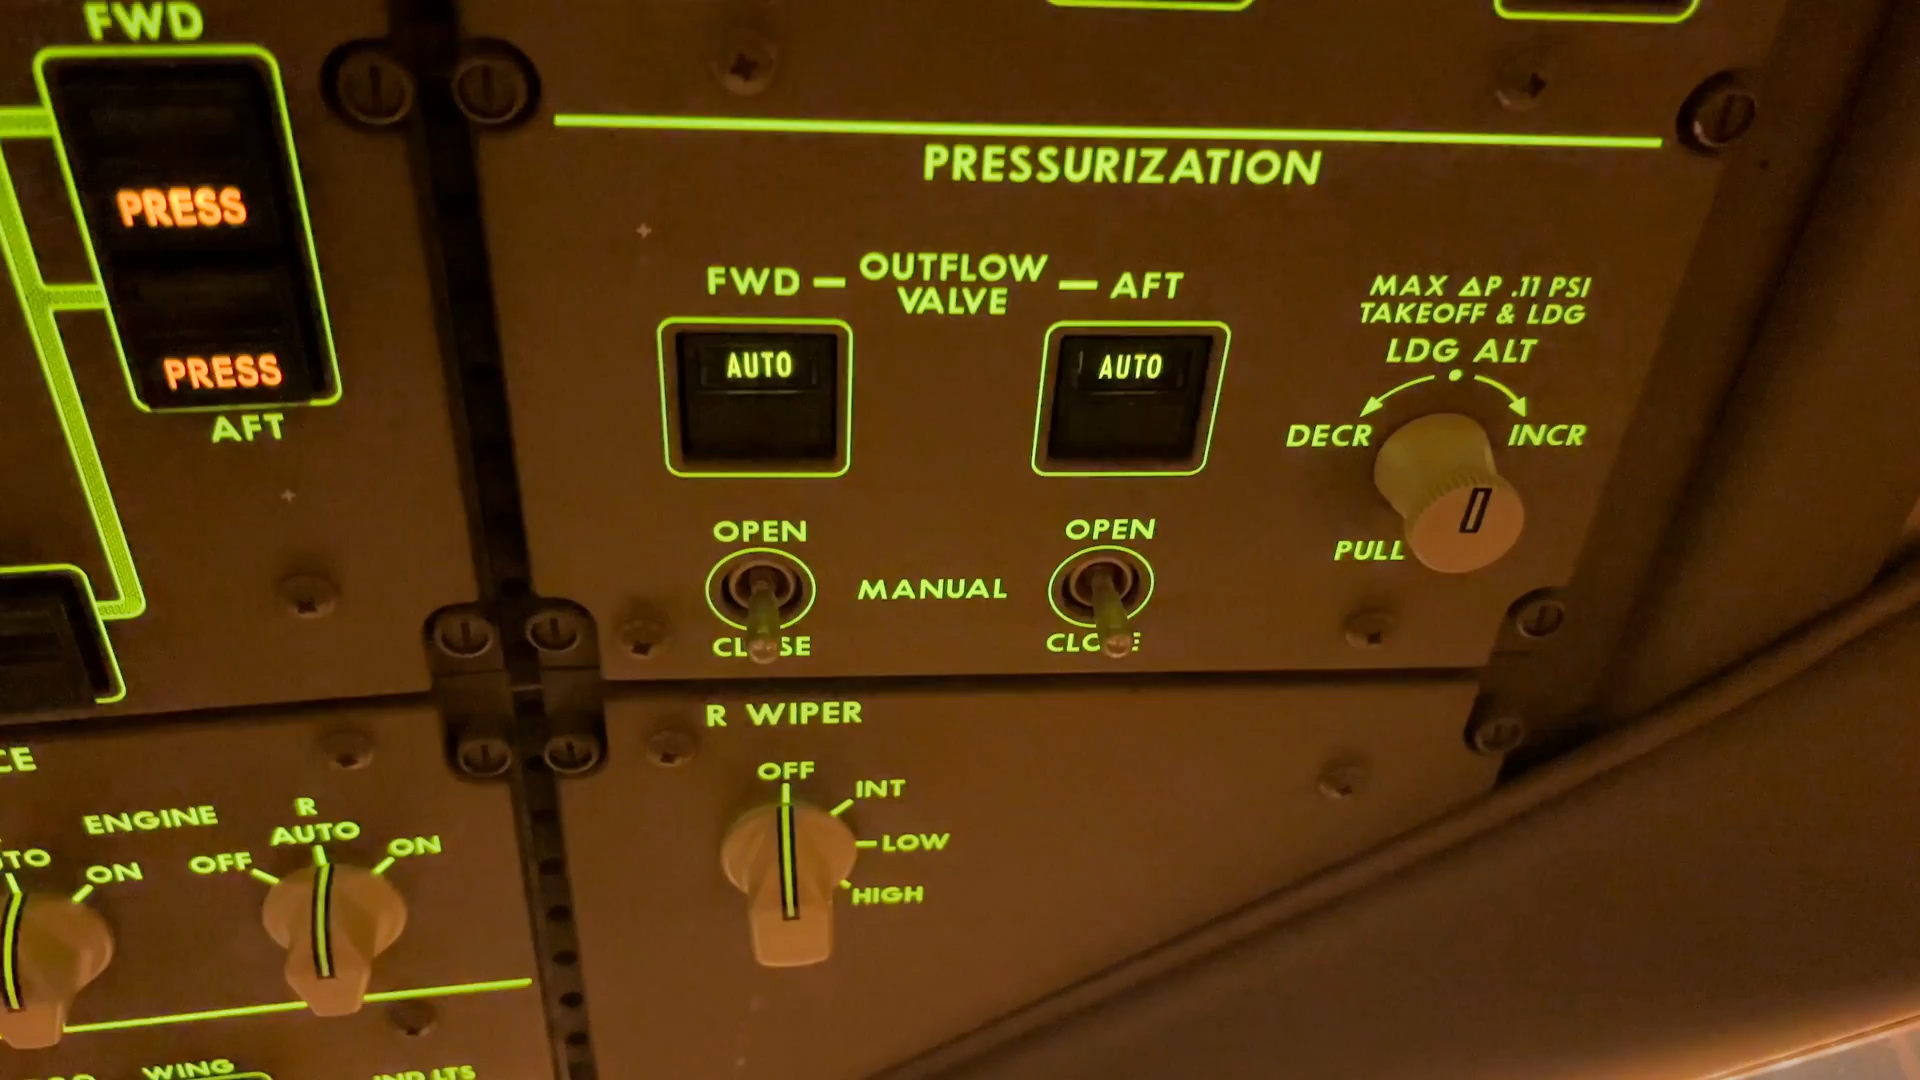 FWD
PRESS
PRESS
AFT
PRESSURIZATION
FWD – OUTFLOW VALVE – AFT
AUTO
AUTO
MAX ΔP .11 PSI
TAKEOFF & LDG
LDG ALT
DECR
INCR
PULL
OPEN
OPEN
MANUAL
CLOSE
CLOSE
R WIPER
OFF
INT
LOW
HIGH
ENGINE
ON
R
OFF
AUTO
ON
WING
IND LTS